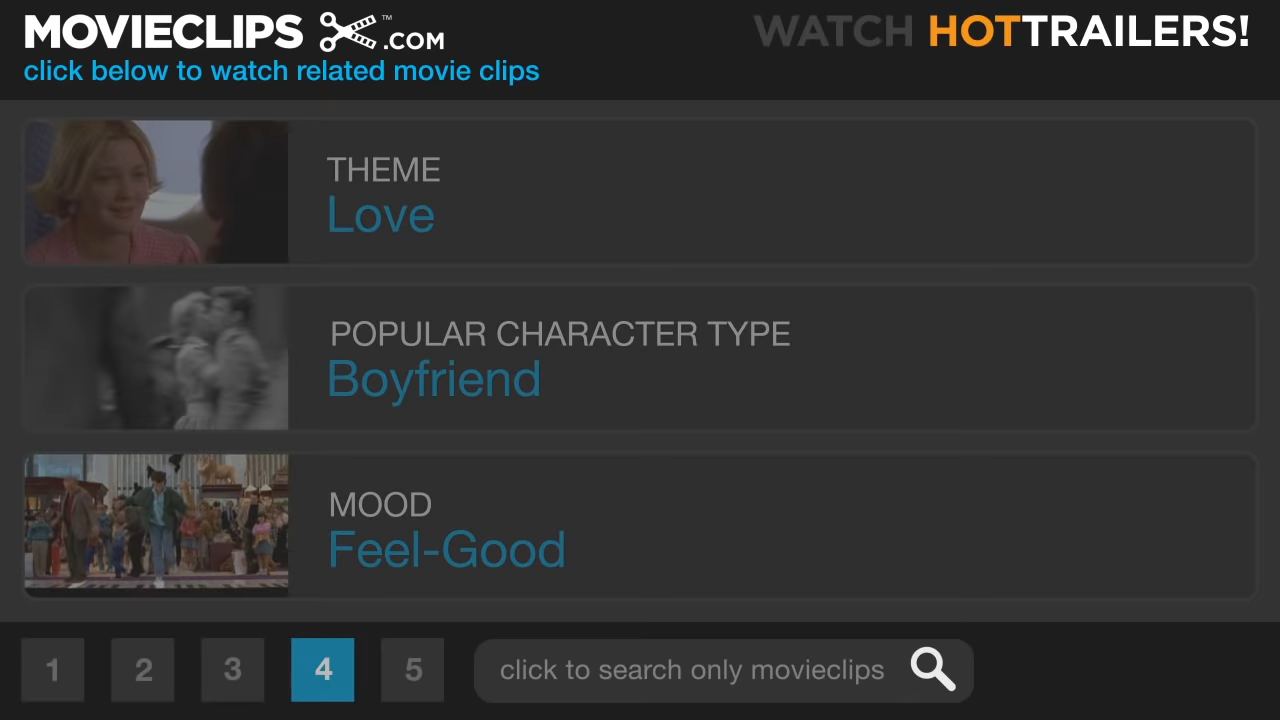 MOVIECLIPS ™ .COM
WATCH HOTTRAILERS!
click below to watch related movie clips
THEME
Love
POPULAR CHARACTER TYPE
Boyfriend
MOOD
Feel-Good
1 2 3 4 5 click to search only movieclips